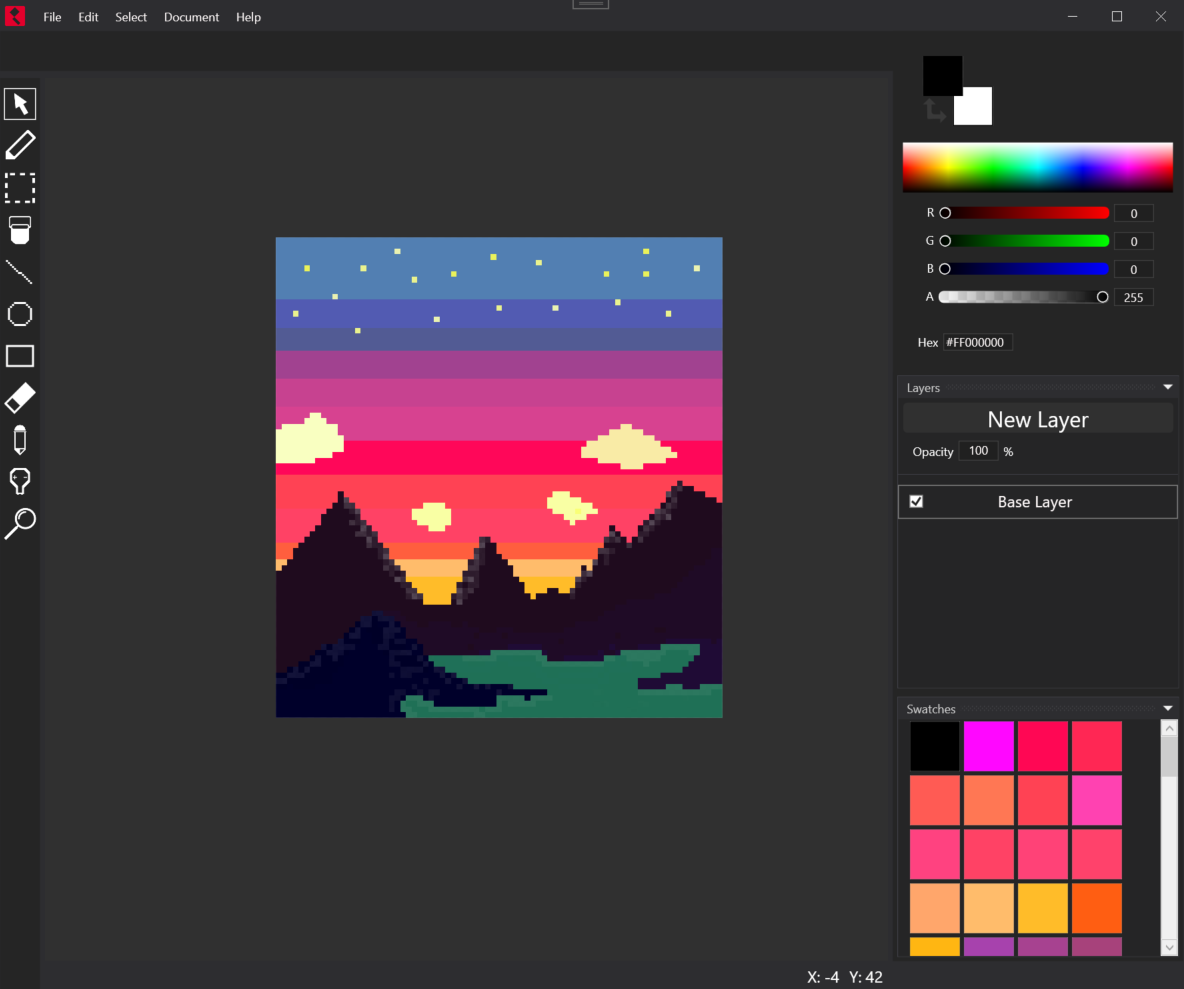 File Edit Select Document Help
R 0
G 0
B 0
A 255
Hex #FF000000
Layers
New Layer
Opacity 100 %
Base Layer
Swatches
X: -4 Y: 42